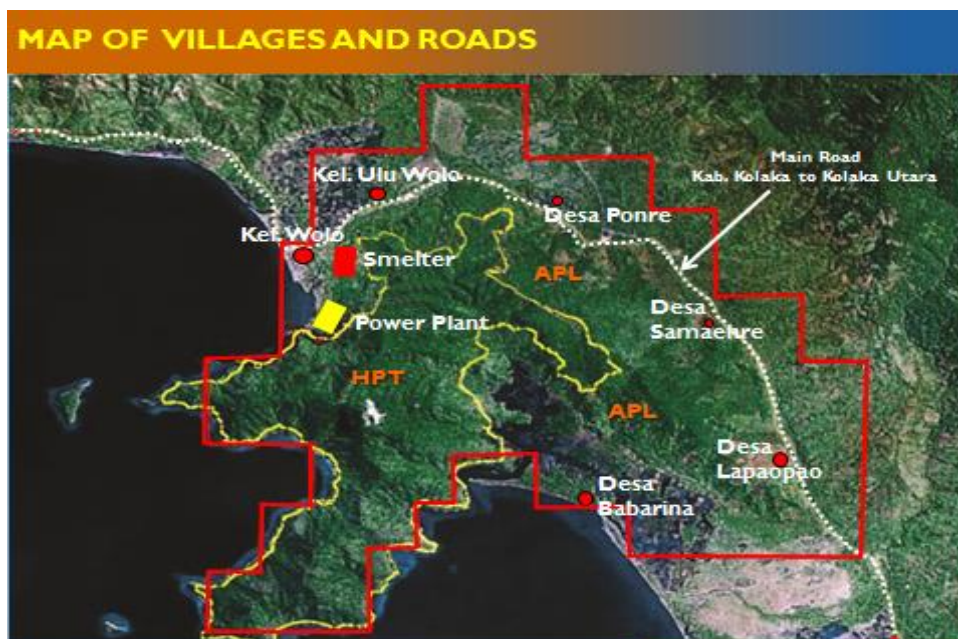 MAP OF VILLAGES AND ROADS
Main Road
Kab. Kolaka to Kolaka Utara
Kel. Ulu Wolo
Desa Ponre
Kel. Wolo
Smelter
APL
Power Plant
Desa
Samaenre
HPT
APL
Desa
Lapaopao
Desa
Babarina